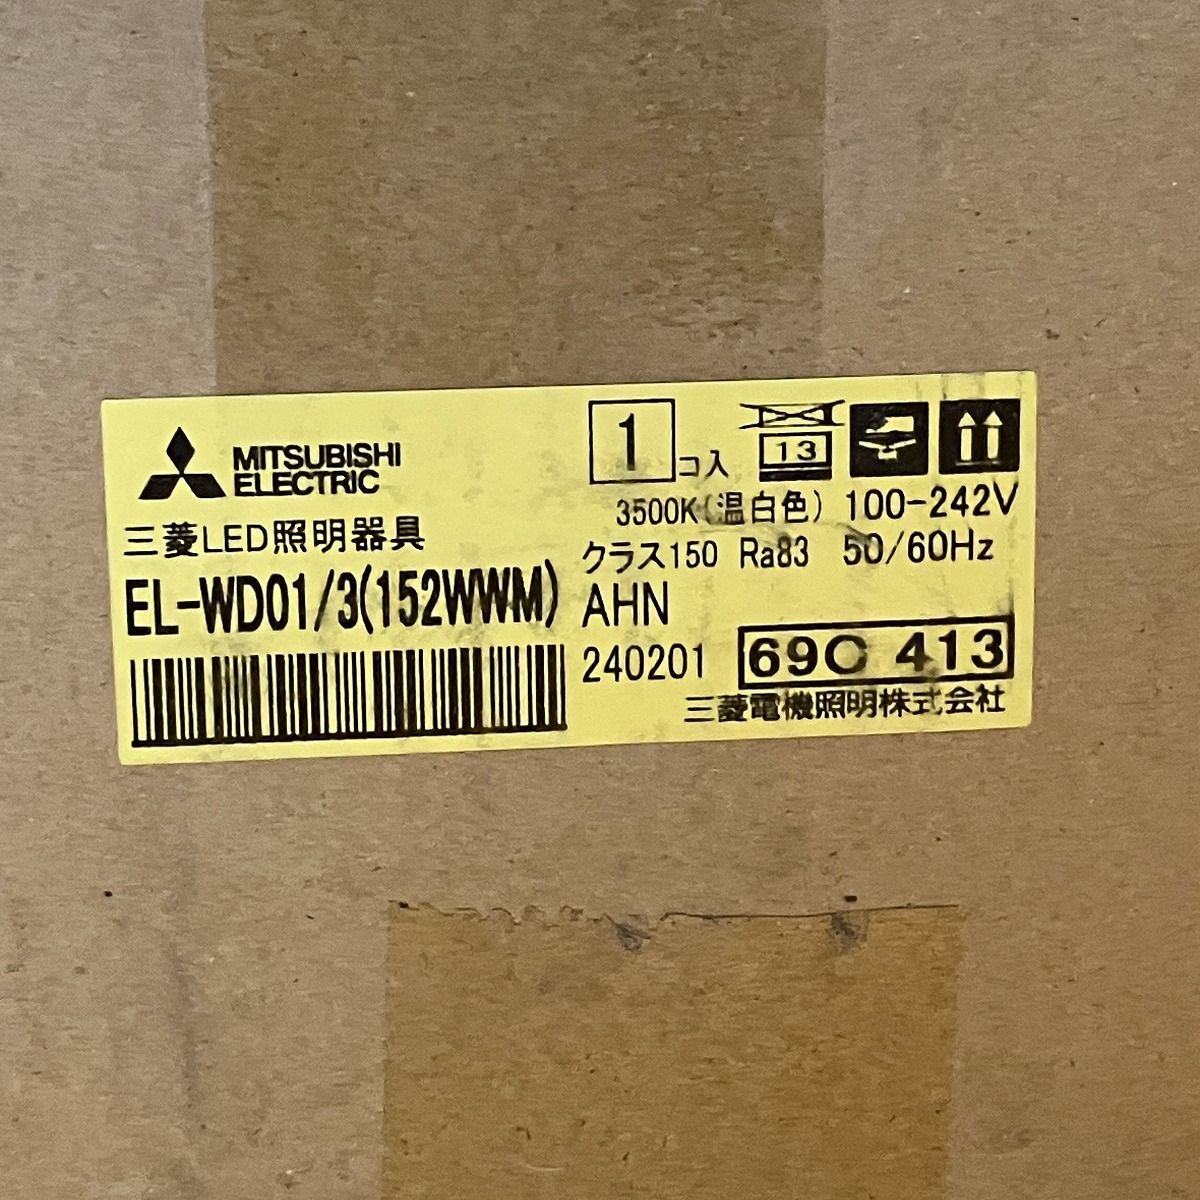 MITSUBISHI
ELECTRIC
三菱LED照明器具
EL-WD01/3(152WWM)
1コ入
13
3500K(温白色) 100-242V
クラス150 Ra83 50/60Hz
AHN
240201
69C 413
三菱電機照明株式会社